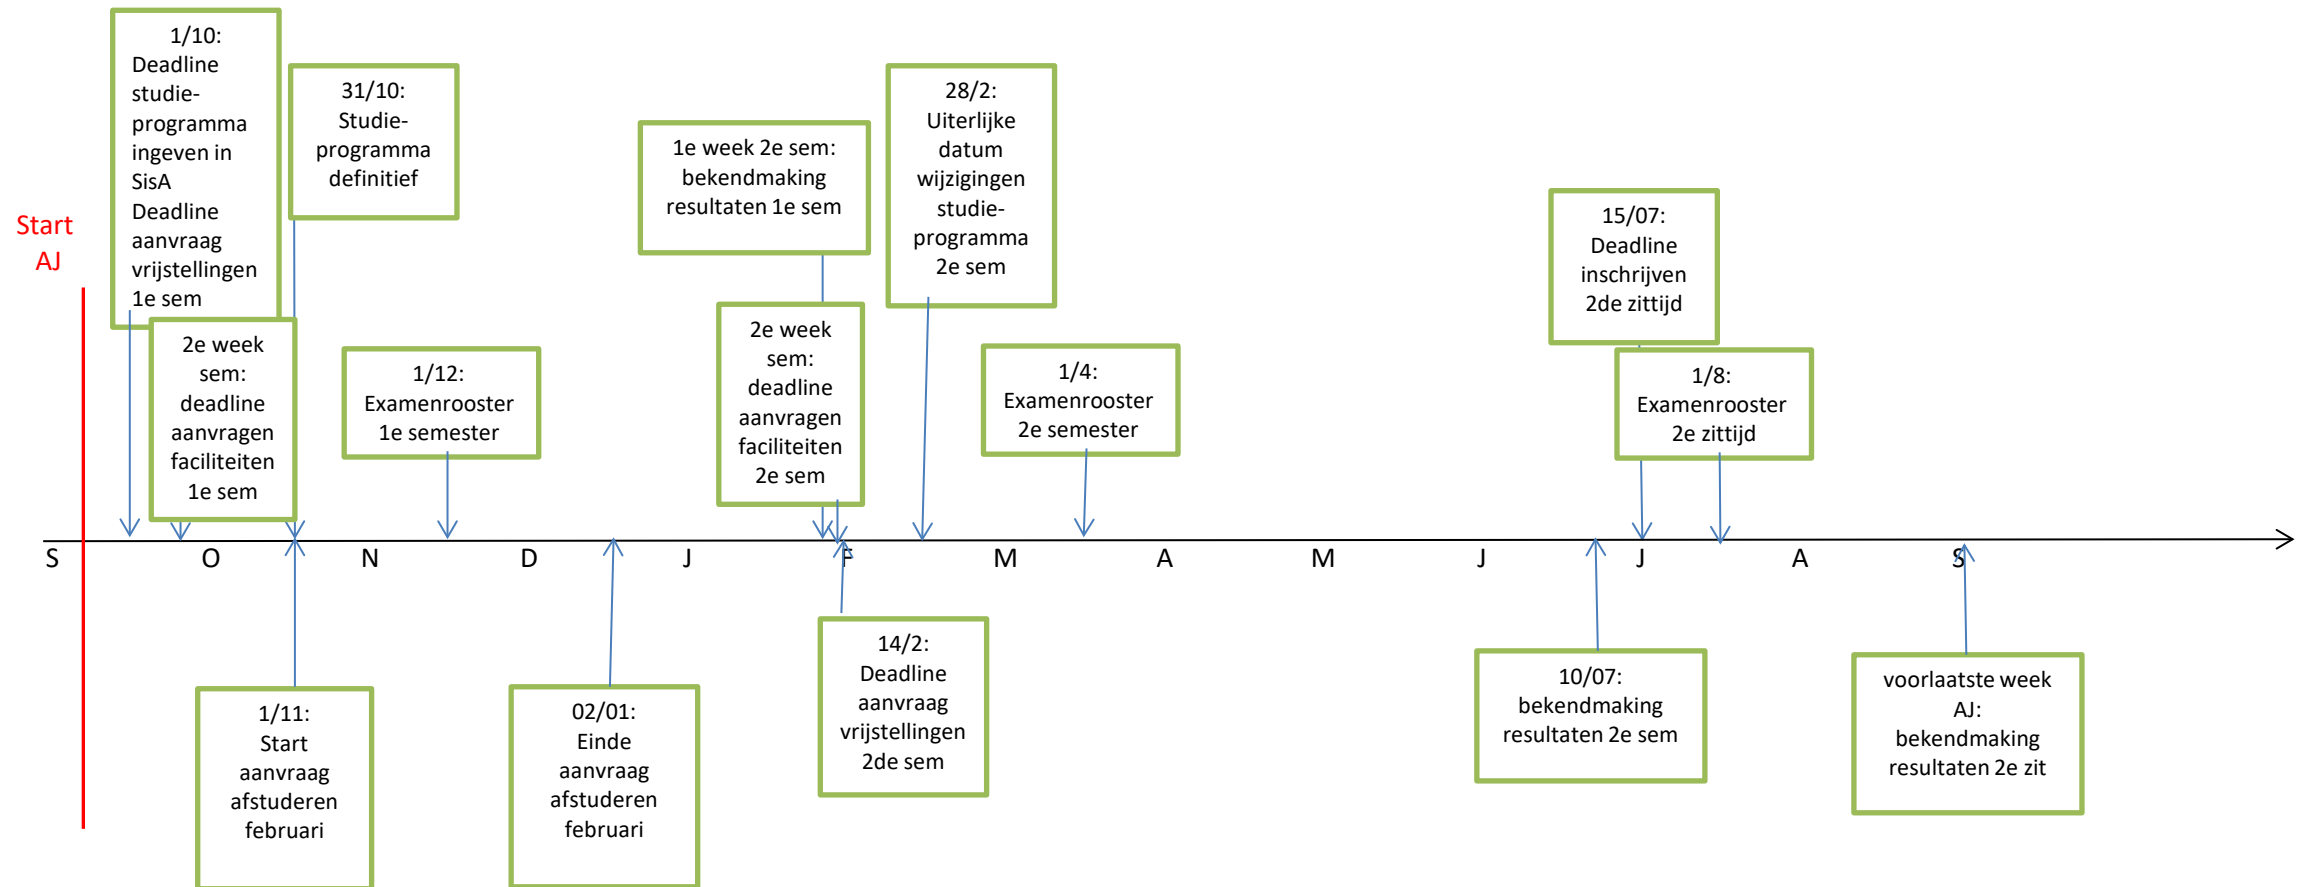 Start
AJ
1/10:
Deadline
studie-
programma
ingeven in
SisA
Deadline
aanvraag
vrijstellingen
1e sem
2e week
sem:
deadline
aanvragen
faciliteiten
1e sem
31/10:
Studie-
programma
definitief
1/12:
Examenrooster
1e semester
1e week 2e sem:
bekendmaking
resultaten 1e sem
2e week
sem:
deadline
aanvragen
faciliteiten
2e sem
28/2:
Uiterlijke
datum
wijzigingen
studie-
programma
2e sem
1/4:
Examenrooster
2e semester
15/07:
Deadline
inschrijven
2de zittijd
1/8:
Examenrooster
2e zittijd
S O N D J F M A M J J A S
1/11:
Start
aanvraag
afstuderen
februari
02/01:
Einde
aanvraag
afstuderen
februari
14/2:
Deadline
aanvraag
vrijstellingen
2de sem
10/07:
bekendmaking
resultaten 2e sem
voorlaatste week
AJ:
bekendmaking
resultaten 2e zit